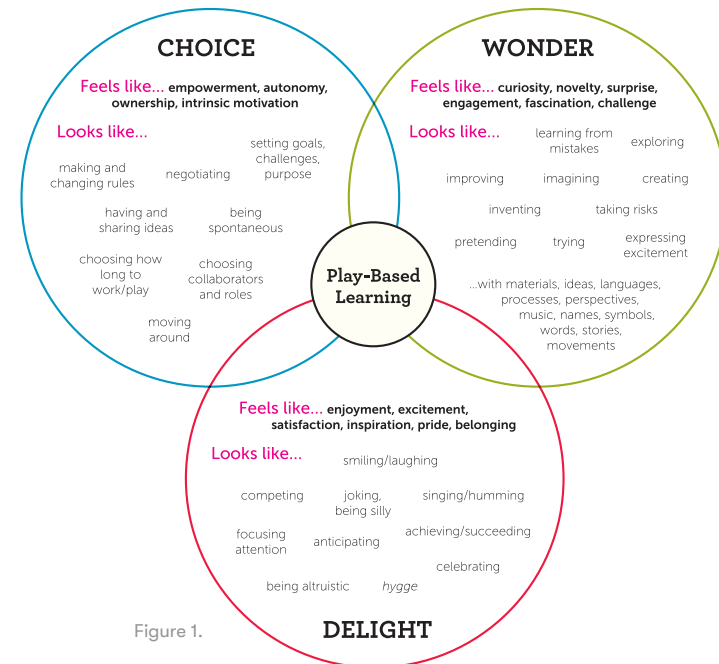 CHOICE
Feels like... empowerment, autonomy,
ownership, intrinsic motivation
Looks like...
setting goals,
challenges,
purpose
making and
changing rules
negotiating
having and
sharing ideas
being
spontaneous
choosing how
long to
work/play
choosing
collaborators
and roles
moving
around
WONDER
Feels like... curiosity, novelty, surprise,
engagement, fascination, challenge
Looks like...
learning from
mistakes
exploring
improving
imagining
creating
inventing
taking risks
pretending
trying
expressing
excitement
...with materials, ideas, languages,
processes, perspectives,
music, names, symbols,
words, stories,
movements
Play-Based
Learning
Feels like... enjoyment, excitement,
satisfaction, inspiration, pride, belonging
Looks like...
smiling/laughing
competing
joking,
being silly
singing/humming
focusing
attention
anticipating
achieving/succeeding
celebrating
being altruistic
hygge
DELIGHT
Figure 1.